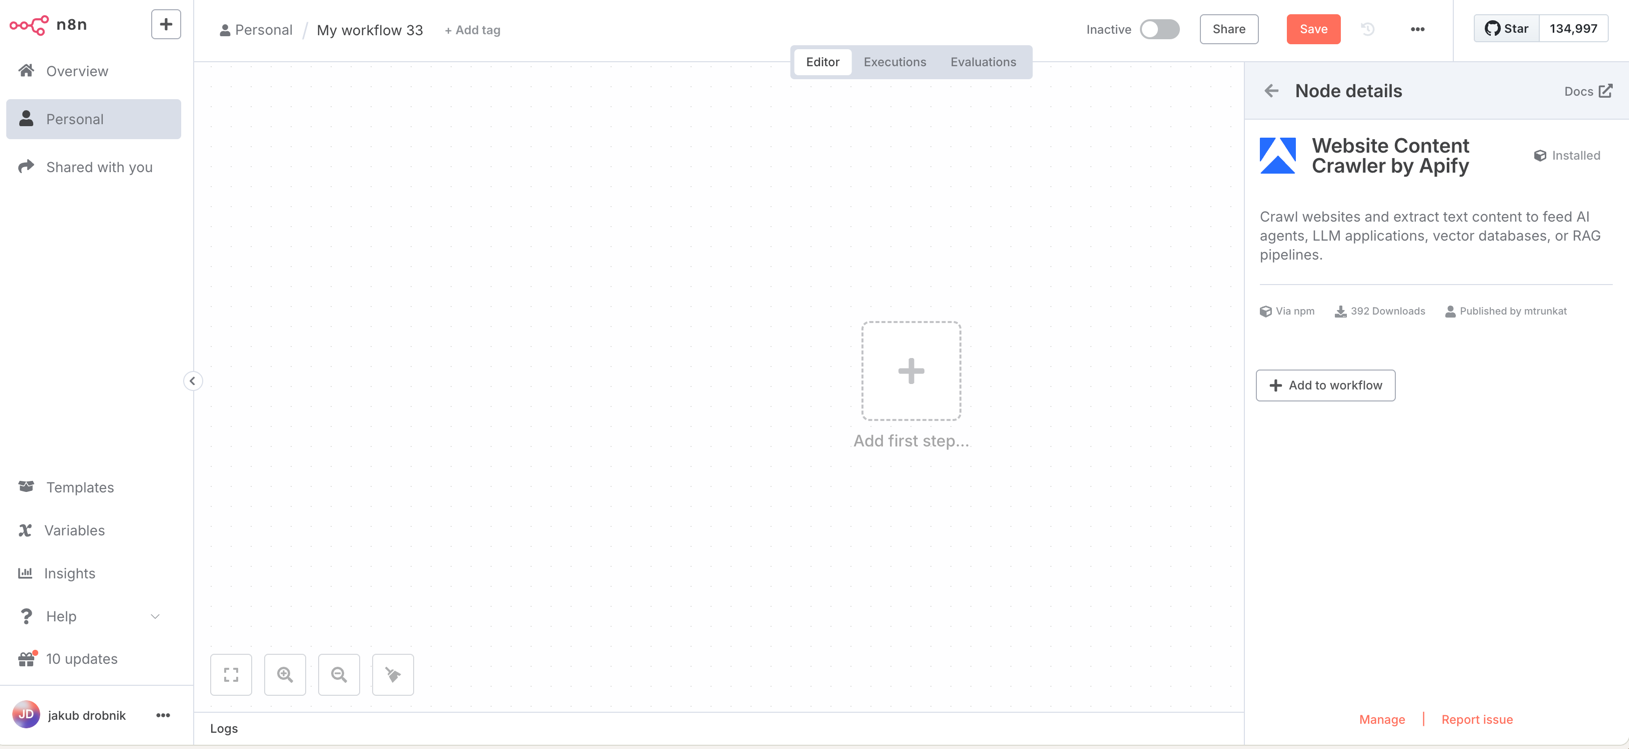 n8n
Overview
Personal
Shared with you
Templates
Variables
Insights
Help
10 updates
JD jakub drobnik
Personal / My workflow 33 + Add tag
Inactive Share Save Star 134,997
Editor Executions Evaluations
Add first step...
Logs
Node details Docs
Website Content
Crawler by Apify
Installed
Crawl websites and extract text content to feed AI
agents, LLM applications, vector databases, or RAG
pipelines.
Via npm 392 Downloads Published by mtrunkat
Add to workflow
Manage | Report issue